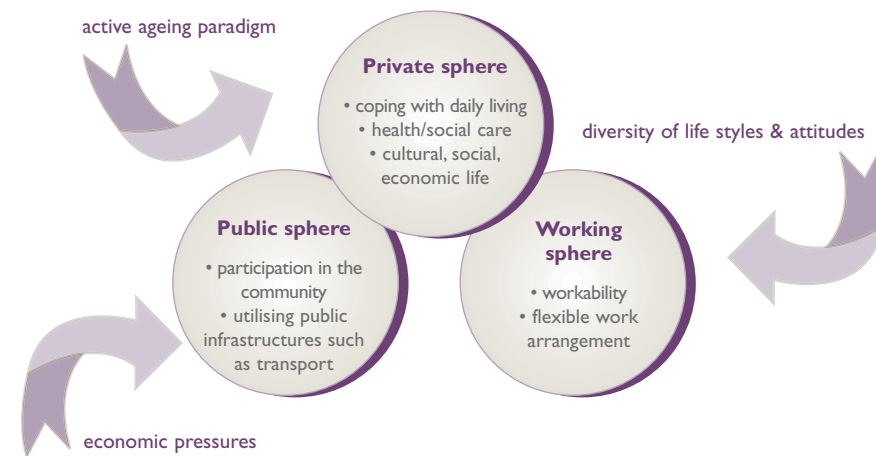 active ageing paradigm
Private sphere
• coping with daily living
• health/social care
• cultural, social,
economic life
diversity of life styles & attitudes
Public sphere
• participation in the
community
• utilising public
infrastructures such
as transport
Working
sphere
• workability
• flexible work
arrangement
economic pressures